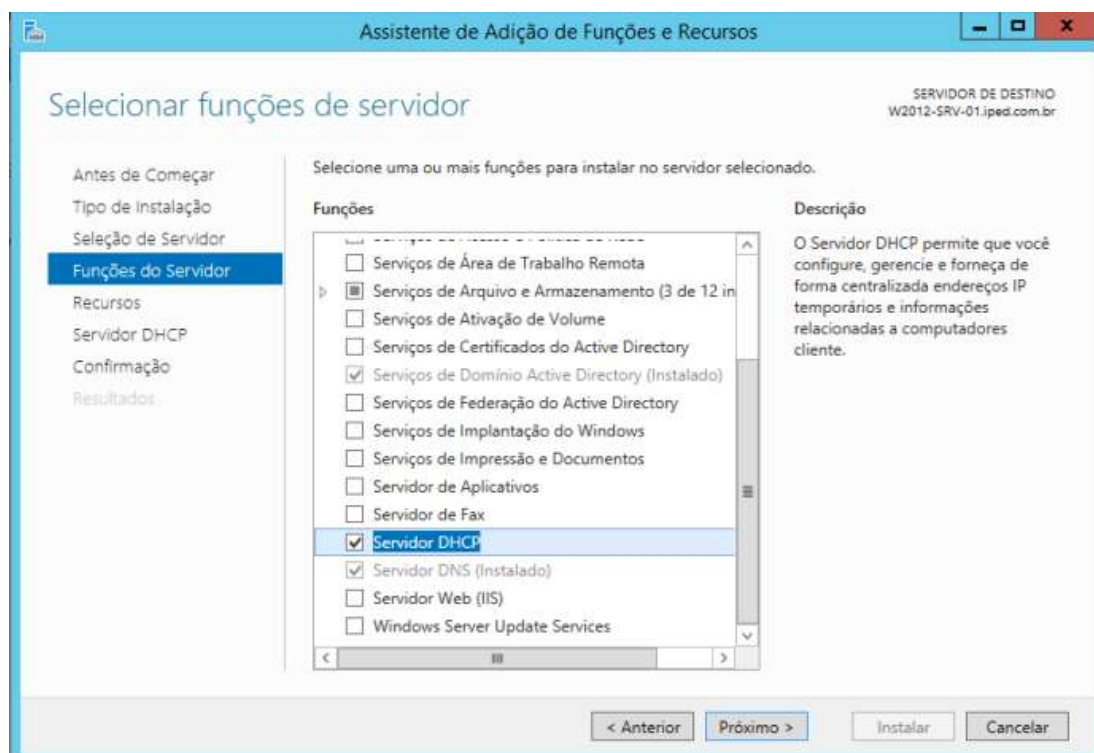 Assistente de Adição de Funções e Recursos
Selecionar funções de servidor
SERVIDOR DE DESTINO
W2012-SRV-01.iped.com.br
Antes de Começar
Tipo de Instalação
Seleção de Servidor
Funções do Servidor
Recursos
Servidor DHCP
Confirmação
Resultados
Selecione uma ou mais funções para instalar no servidor selecionado.
Funções
Serviços de Área de Trabalho Remota
Serviços de Arquivo e Armazenamento (3 de 12 in
Serviços de Ativação de Volume
Serviços de Certificados do Active Directory
Serviços de Domínio Active Directory (Instalado)
Serviços de Federação do Active Directory
Serviços de Implantação do Windows
Serviços de Impressão e Documentos
Servidor de Aplicativos
Servidor de Fax
Servidor DHCP
Servidor DNS (Instalado)
Servidor Web (IIS)
Windows Server Update Services
Descrição
O Servidor DHCP permite que você
configure, gerencie e forneça de
forma centralizada endereços IP
temporários e informações
relacionadas a computadores
cliente.
< Anterior
Próximo >
Instalar
Cancelar